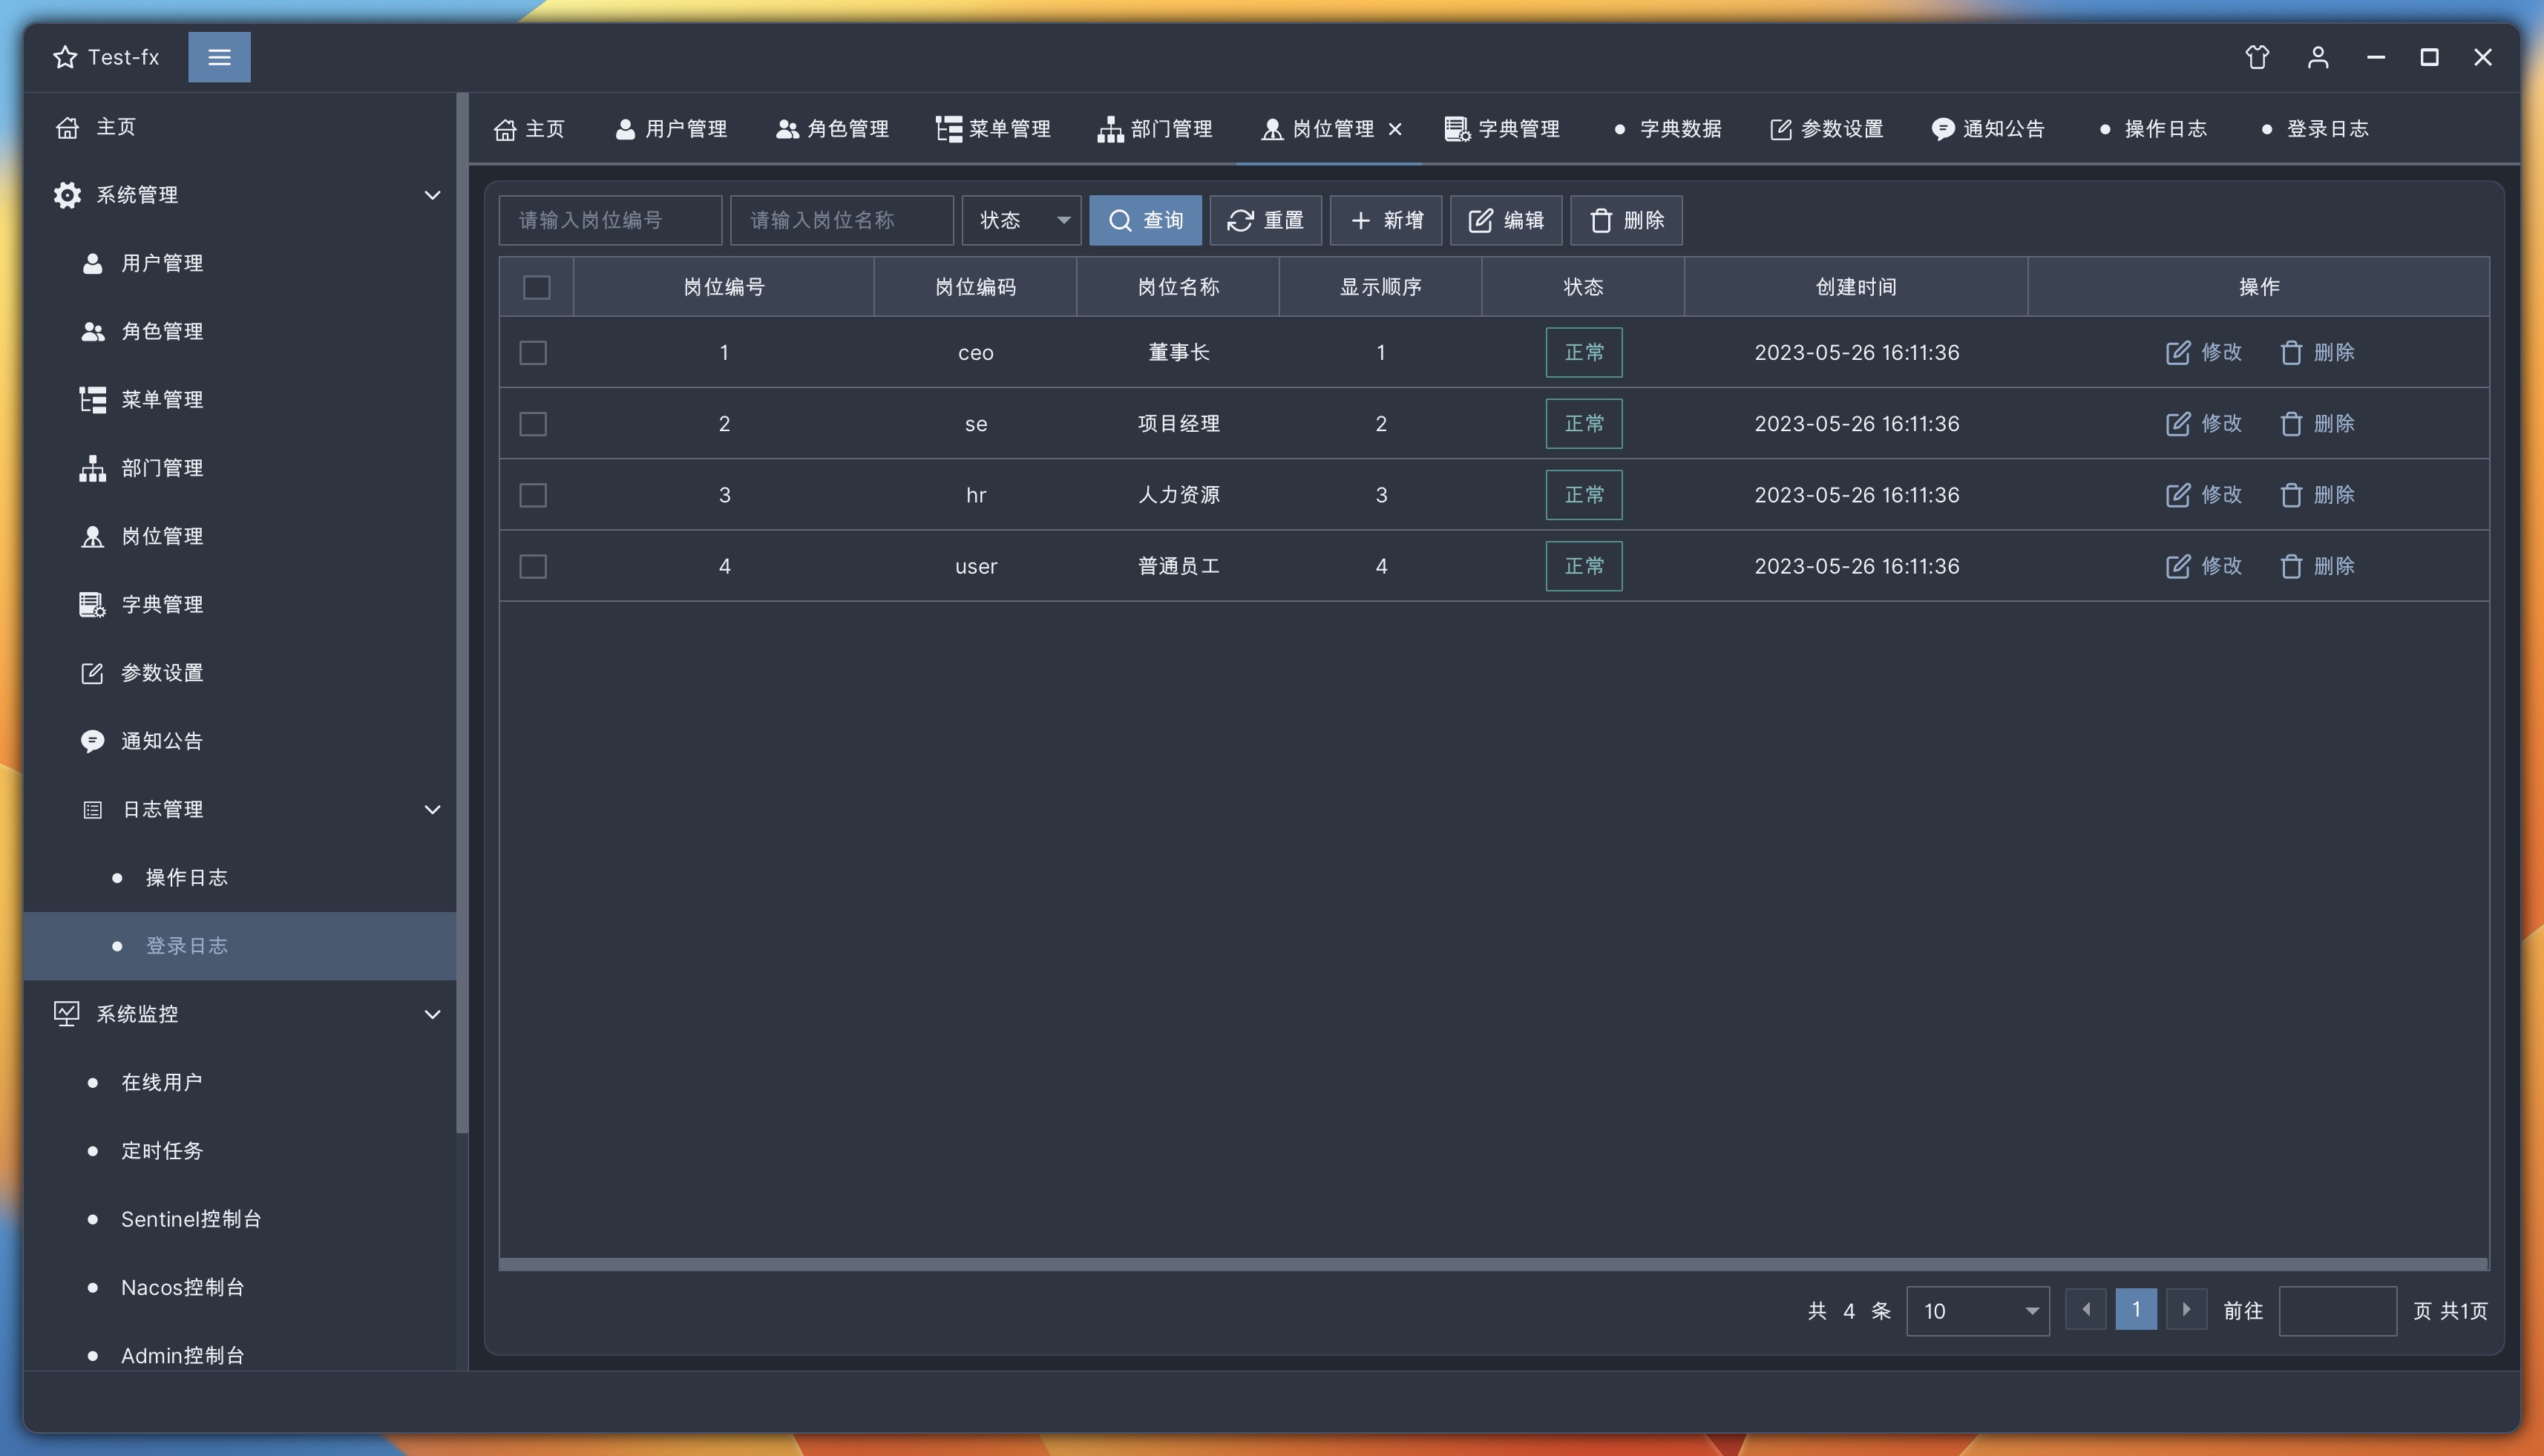 Test-fx
主页
系统管理
用户管理
角色管理
菜单管理
部门管理
岗位管理
字典管理
参数设置
通知公告
日志管理
操作日志
登录日志
系统监控
在线用户
定时任务
Sentinel控制台
Nacos控制台
Admin控制台
主页 用户管理 角色管理 菜单管理 部门管理 岗位管理 字典管理 字典数据 参数设置 通知公告 操作日志 登录日志
请输入岗位编号 请输入岗位名称 状态 查询 重置 新增 编辑 删除
岗位编号 岗位编码 岗位名称 显示顺序 状态 创建时间 操作
1 ceo 董事长 1 正常 2023-05-26 16:11:36 修改 删除
2 se 项目经理 2 正常 2023-05-26 16:11:36 修改 删除
3 hr 人力资源 3 正常 2023-05-26 16:11:36 修改 删除
4 user 普通员工 4 正常 2023-05-26 16:11:36 修改 删除
共 4 条 10 1 前往 页 共1页